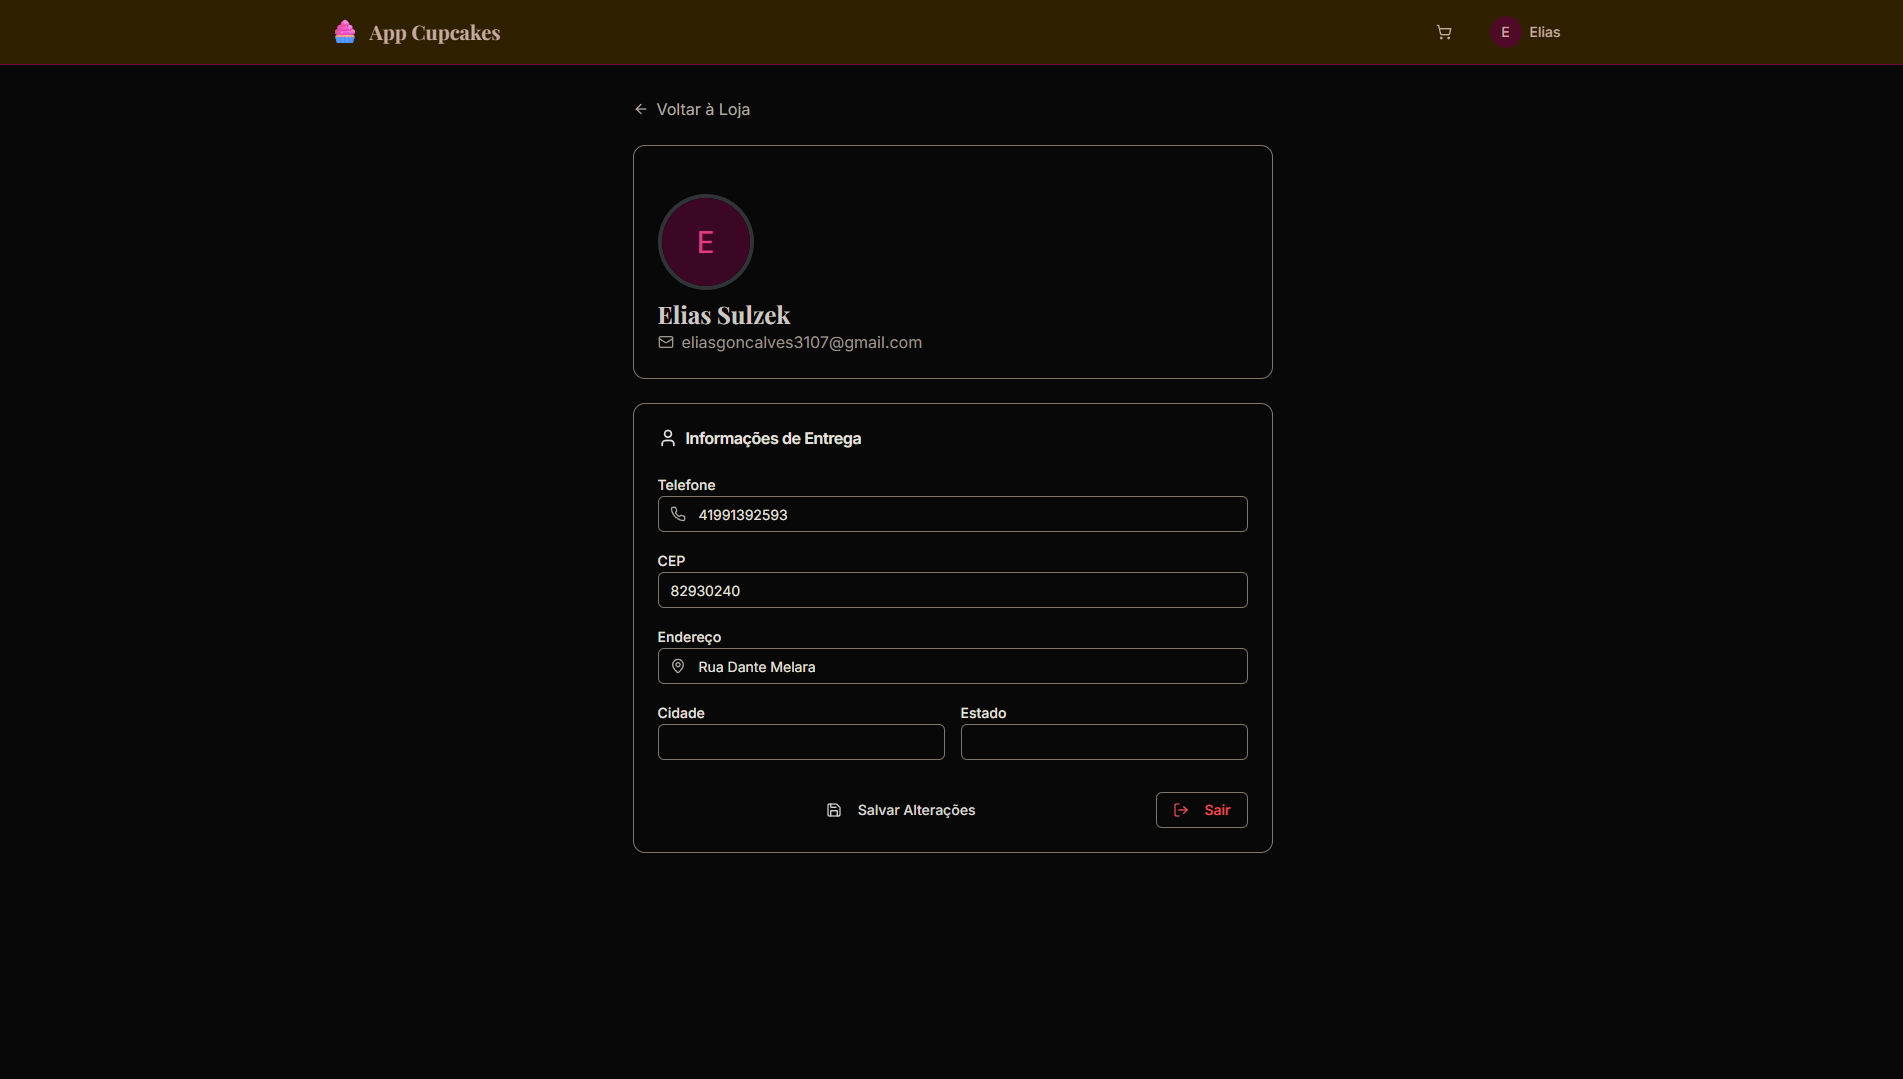 App Cupcakes
E Elias
Voltar à Loja
E
Elias Sulzek
eliasgoncalves3107@gmail.com
Informações de Entrega
Telefone
41991392593
CEP
82930240
Endereço
Rua Dante Melara
Cidade Estado
Salvar Alterações Sair